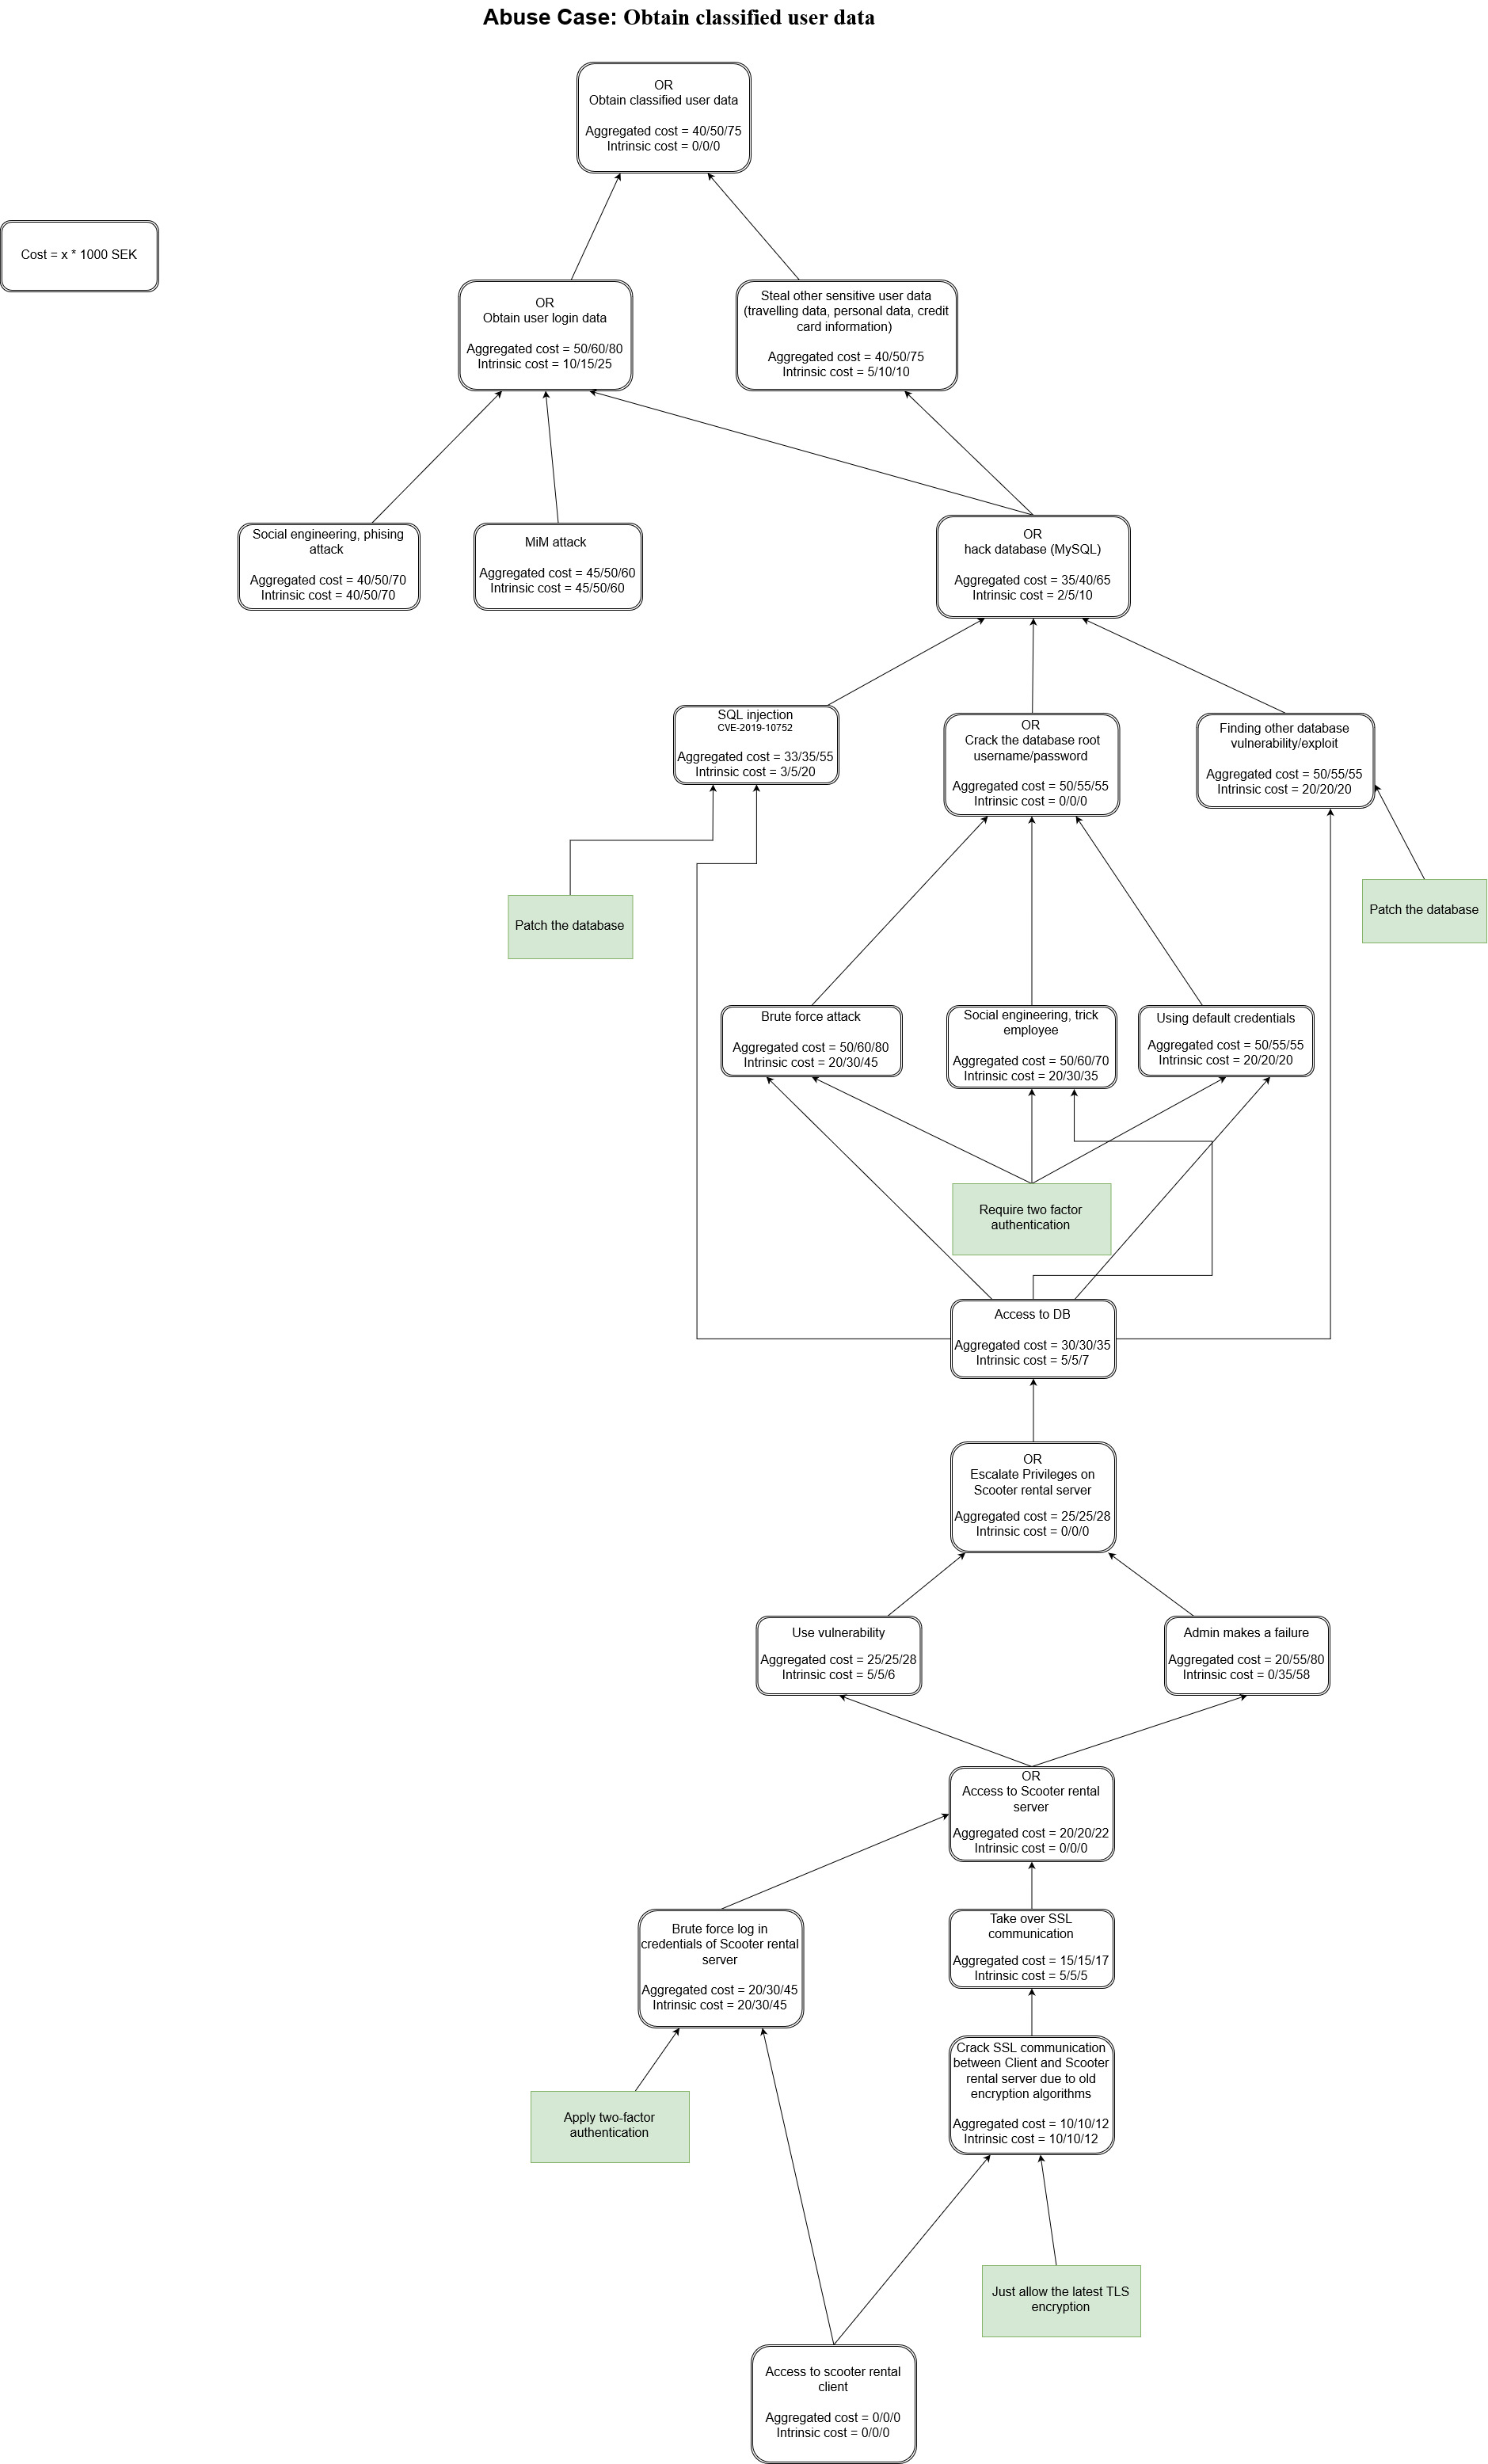 Abuse Case: Obtain classified user data
OR
Obtain classified user data
Aggregated cost = 40/50/75
Intrinsic cost = 0/0/0
Cost = x * 1000 SEK
OR
Obtain user login data
Aggregated cost = 50/60/80
Intrinsic cost = 10/15/25
Steal other sensitive user data
(travelling data, personal data, credit
card information)
Aggregated cost = 40/50/75
Intrinsic cost = 5/10/10
Social engineering, phising
attack
Aggregated cost = 40/50/70
Intrinsic cost = 40/50/70
MiM attack
Aggregated cost = 45/50/60
Intrinsic cost = 45/50/60
OR
hack database (MySQL)
Aggregated cost = 35/40/65
Intrinsic cost = 2/5/10
SQL injection
CVE-2019-10752
Aggregated cost = 33/35/55
Intrinsic cost = 3/5/20
OR
Crack the database root
username/password
Aggregated cost = 50/55/55
Intrinsic cost = 0/0/0
Finding other database
vulnerability/exploit
Aggregated cost = 50/55/55
Intrinsic cost = 20/20/20
Patch the database
Patch the database
Brute force attack
Aggregated cost = 50/60/80
Intrinsic cost = 20/30/45
Social engineering, trick
employee
Aggregated cost = 50/60/70
Intrinsic cost = 20/30/35
Using default credentials
Aggregated cost = 50/55/55
Intrinsic cost = 20/20/20
Require two factor
authentication
Access to DB
Aggregated cost = 30/30/35
Intrinsic cost = 5/5/7
OR
Escalate Privileges on
Scooter rental server
Aggregated cost = 25/25/28
Intrinsic cost = 0/0/0
Use vulnerability
Aggregated cost = 25/25/28
Intrinsic cost = 5/5/6
Admin makes a failure
Aggregated cost = 20/55/80
Intrinsic cost = 0/35/58
OR
Access to Scooter rental
server
Aggregated cost = 20/20/22
Intrinsic cost = 0/0/0
Brute force log in
credentials of Scooter rental
server
Aggregated cost = 20/30/45
Intrinsic cost = 20/30/45
Take over SSL
communication
Aggregated cost = 15/15/17
Intrinsic cost = 5/5/5
Crack SSL communication
between Client and Scooter
rental server due to old
encryption algorithms
Aggregated cost = 10/10/12
Intrinsic cost = 10/10/12
Apply two-factor
authentication
Just allow the latest TLS
encryption
Access to scooter rental
client
Aggregated cost = 0/0/0
Intrinsic cost = 0/0/0